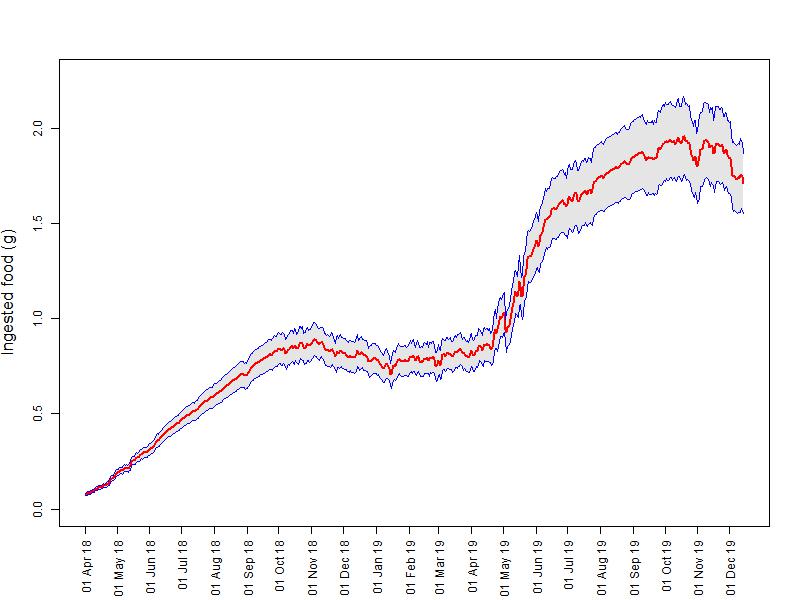 Ingested food (g)
2.0
1.5
1.0
0.5
0.0
01 Apr 18
01 May 18
01 Jun 18
01 Jul 18
01 Aug 18
01 Sep 18
01 Oct 18
01 Nov 18
01 Dec 18
01 Jan 19
01 Feb 19
01 Mar 19
01 Apr 19
01 May 19
01 Jun 19
01 Jul 19
01 Aug 19
01 Sep 19
01 Oct 19
01 Nov 19
01 Dec 19